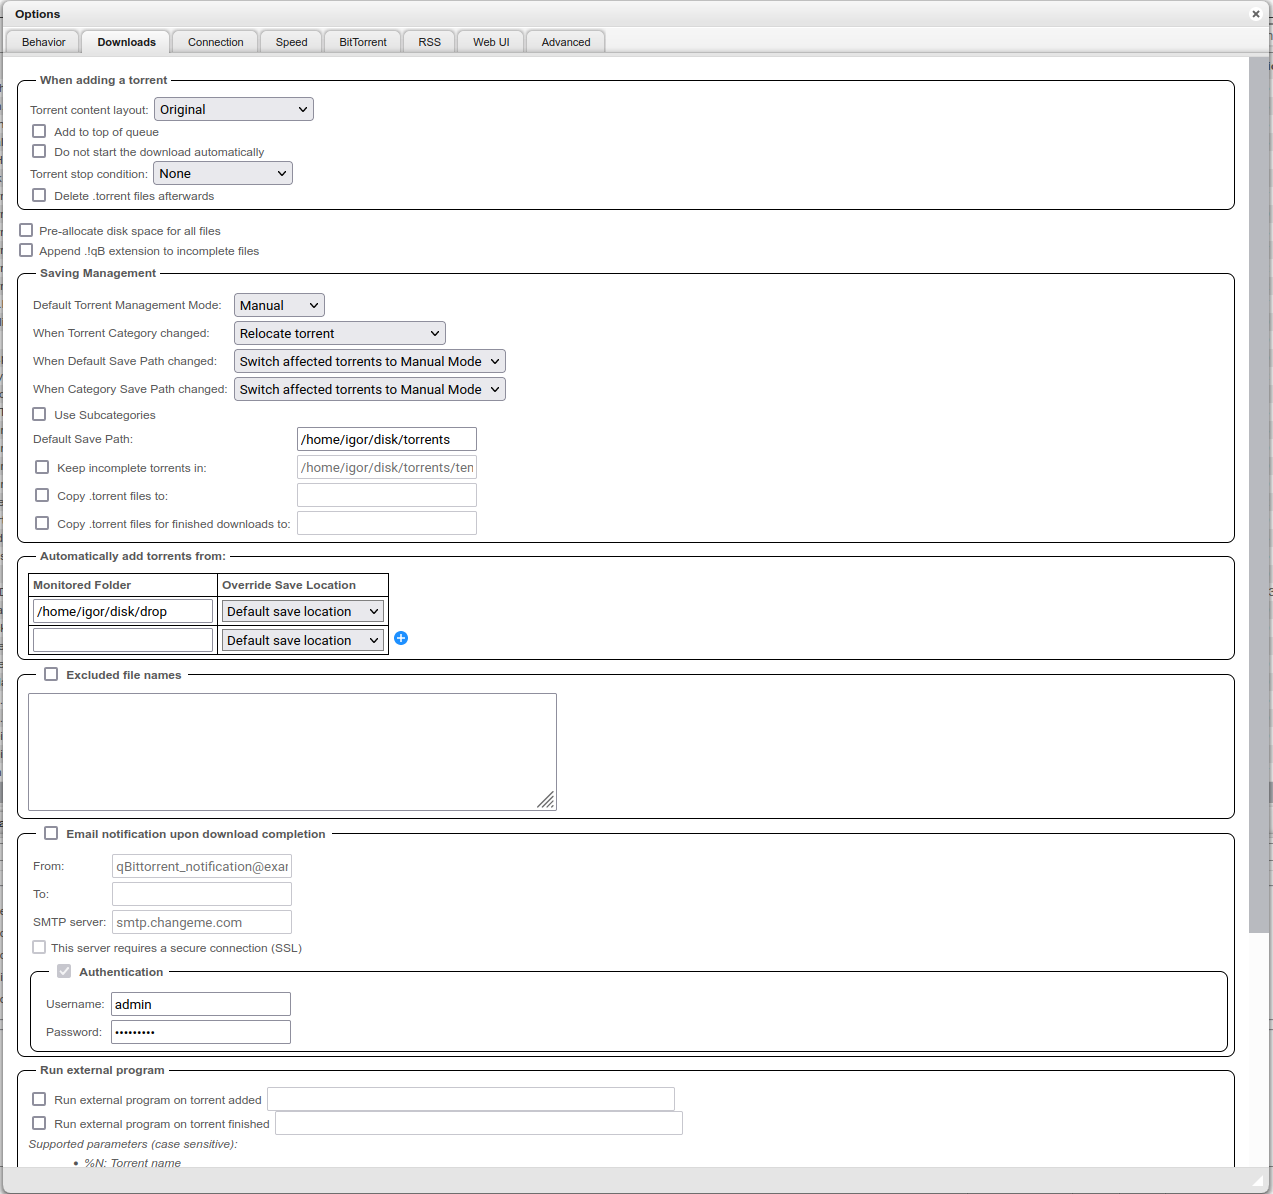 Options
Behavior Downloads Connection Speed BitTorrent RSS Web UI Advanced
When adding a torrent
Torrent content layout: Original
Add to top of queue
Do not start the download automatically
Torrent stop condition: None
Delete .torrent files afterwards
Pre-allocate disk space for all files
Append .!qB extension to incomplete files
Saving Management
Default Torrent Management Mode: Manual
When Torrent Category changed: Relocate torrent
When Default Save Path changed: Switch affected torrents to Manual Mode
When Category Save Path changed: Switch affected torrents to Manual Mode
Use Subcategories
Default Save Path: /home/igor/disk/torrents
Keep incomplete torrents in: /home/igor/disk/torrents/ten
Copy .torrent files to:
Copy .torrent files for finished downloads to:
Automatically add torrents from:
Monitored Folder Override Save Location
/home/igor/disk/drop Default save location
Default save location
Excluded file names
Email notification upon download completion
From: qBittorrent_notification@exar
To:
SMTP server: smtp.changeme.com
This server requires a secure connection (SSL)
Authentication
Username: admin
Password: •••••••••
Run external program
Run external program on torrent added
Run external program on torrent finished
Supported parameters (case sensitive):
• %N: Torrent name